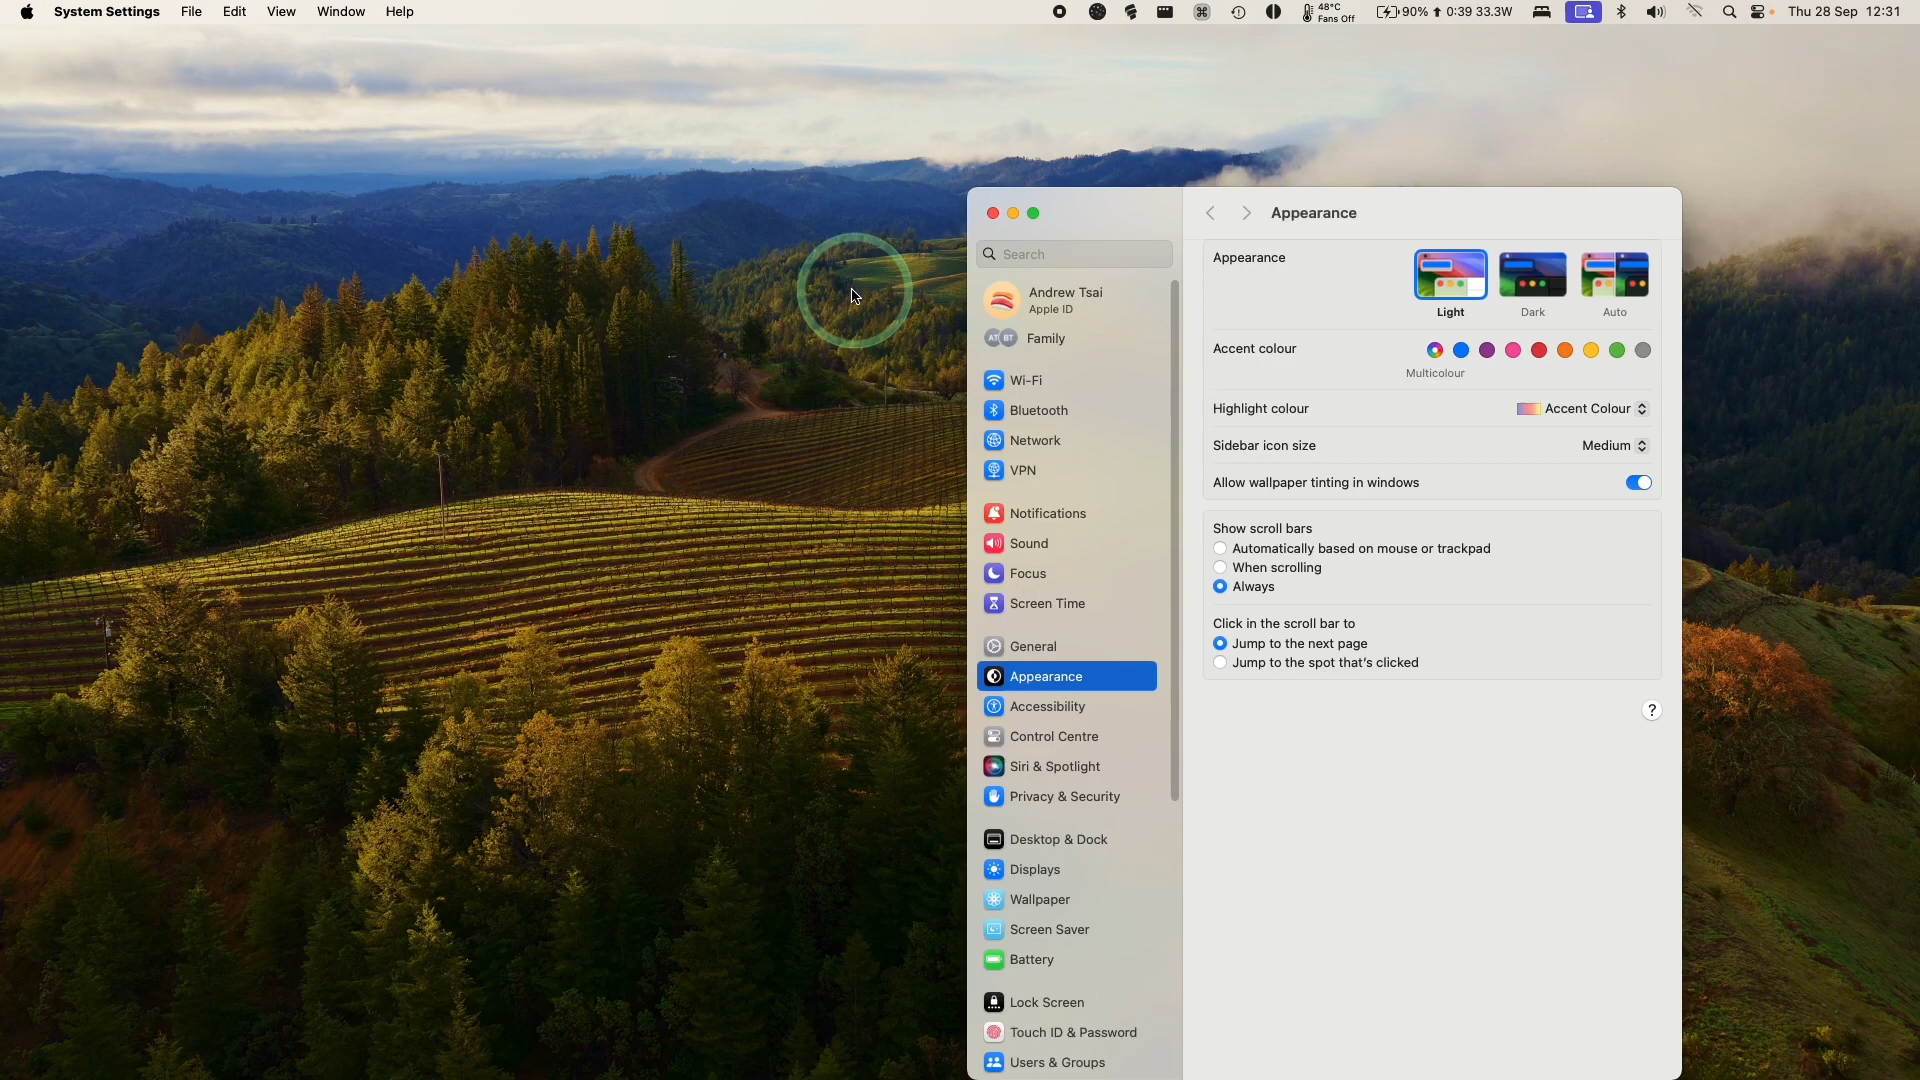 System Settings File Edit View Window Help
48°C
Fans Off
90% 0:39 33.W
Thu 28 Sep 12:31
Appearance
Search
Andrew Tsai
Apple ID
AT BT Family
Wi-Fi
Bluetooth
Network
VPN
Notifications
Sound
Focus
Screen Time
General
Appearance
Accessibility
Control Centre
Siri & Spotlight
Privacy & Security
Desktop & Dock
Displays
Wallpaper
Screen Saver
Battery
Lock Screen
Touch ID & Password
Users & Groups
Appearance
Light Dark Auto
Accent colour
Multicolour
Highlight colour Accent Colour
Sidebar icon size Medium
Allow wallpaper tinting in windows
Show scroll bars
Automatically based on mouse or trackpad
When scrolling
Always
Click in the scroll bar to
Jump to the next page
Jump to the spot that's clicked
?